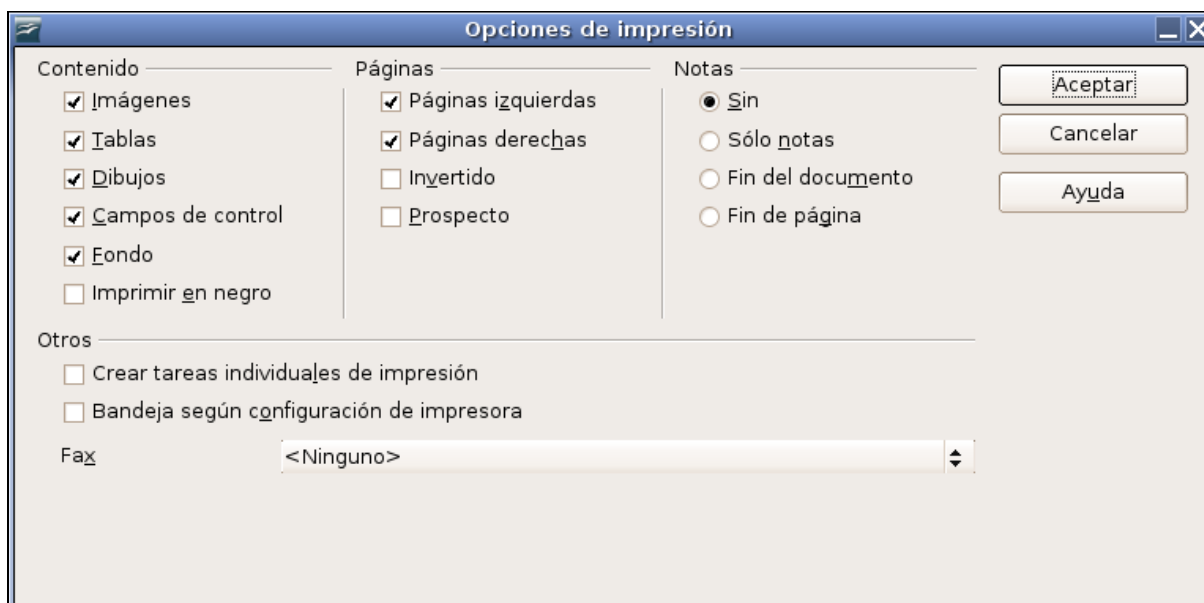 Opciones de impresión
Contenido
Imágenes
Tablas
Dibujos
Campos de control
Fondo
Imprimir en negro
Páginas
Páginas izquierdas
Páginas derechas
Invertido
Prospecto
Notas
Sin
Sólo notas
Fin del documento
Fin de página
Aceptar
Cancelar
Ayuda
Otros
Crear tareas individuales de impresión
Bandeja según configuración de impresora
Fax
<Ninguno>